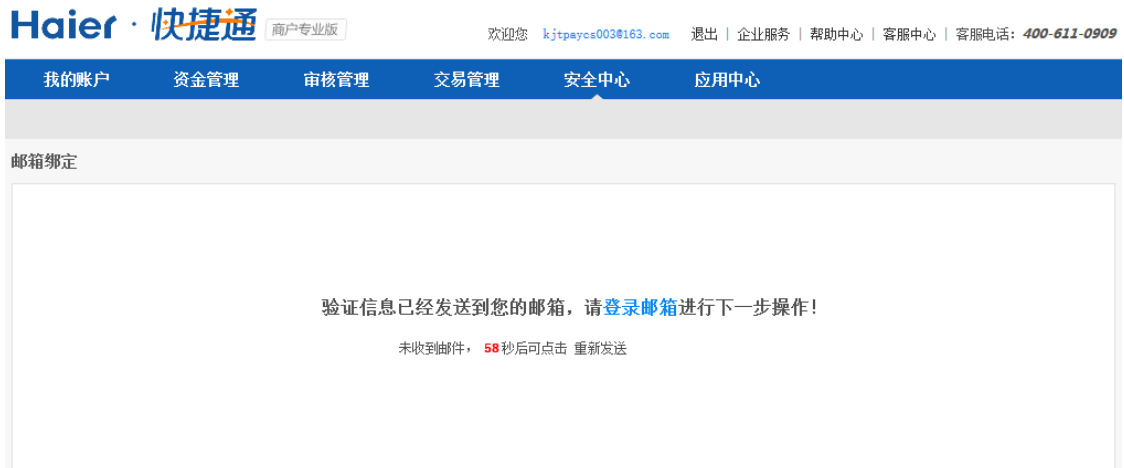 Haier · 快捷通 商户专业版
欢迎您 kjtpaycs003@163.com 退出 | 企业服务 | 帮助中心 | 客服中心 | 客服电话：400-611-0909
我的账户 资金管理 审核管理 交易管理 安全中心 应用中心
邮箱绑定
验证信息已经发送到您的邮箱，请登录邮箱进行下一步操作！
未收到邮件， 58秒后可点击 重新发送